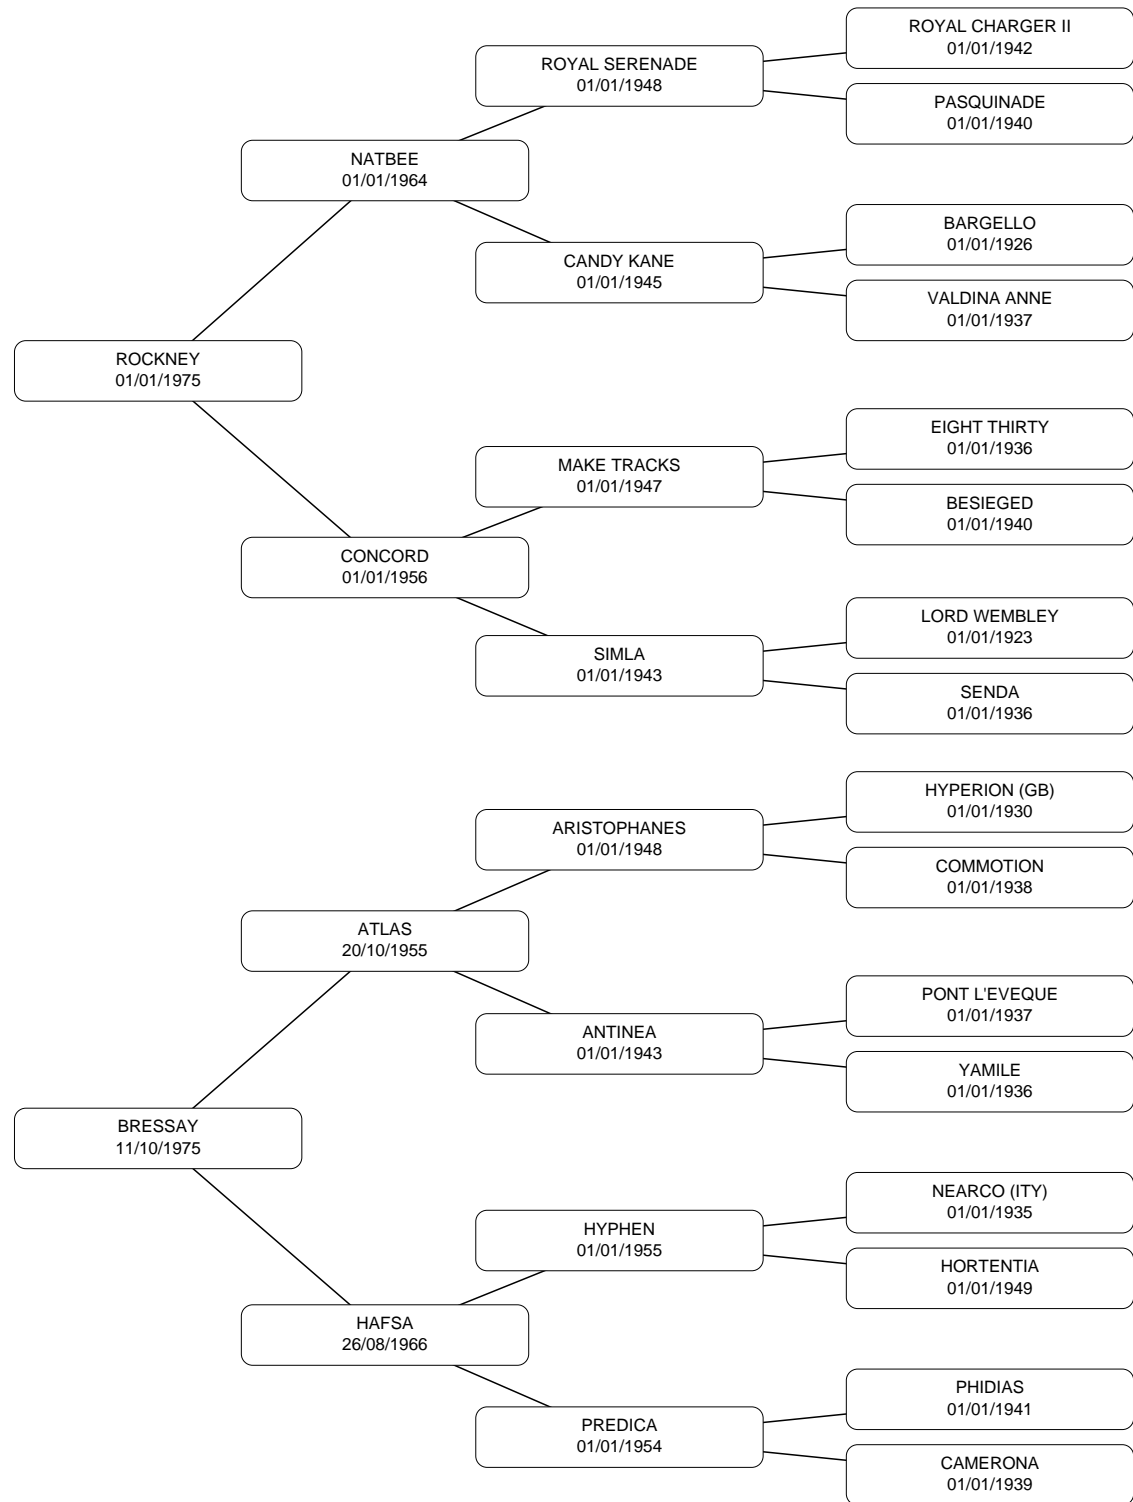 ROYAL CHARGER II
01/01/1942
ROYAL SERENADE
01/01/1948
PASQUINADE
01/01/1940
NATBEE
01/01/1964
BARGELLO
01/01/1926
CANDY KANE
01/01/1945
VALDINA ANNE
01/01/1937
ROCKNEY
01/01/1975
EIGHT THIRTY
01/01/1936
MAKE TRACKS
01/01/1947
BESIEGED
01/01/1940
CONCORD
01/01/1956
LORD WEMBLEY
01/01/1923
SIMLA
01/01/1943
SENDA
01/01/1936
HYPERION (GB)
01/01/1930
ARISTOPHANES
01/01/1948
COMMOTION
01/01/1938
ATLAS
20/10/1955
PONT L'EVEQUE
01/01/1937
ANTINEA
01/01/1943
YAMILE
01/01/1936
BRESSAY
11/10/1975
NEARCO (ITY)
01/01/1935
HYPHEN
01/01/1955
HORTENTIA
01/01/1949
HAFSA
26/08/1966
PHIDIAS
01/01/1941
PREDICA
01/01/1954
CAMERONA
01/01/1939